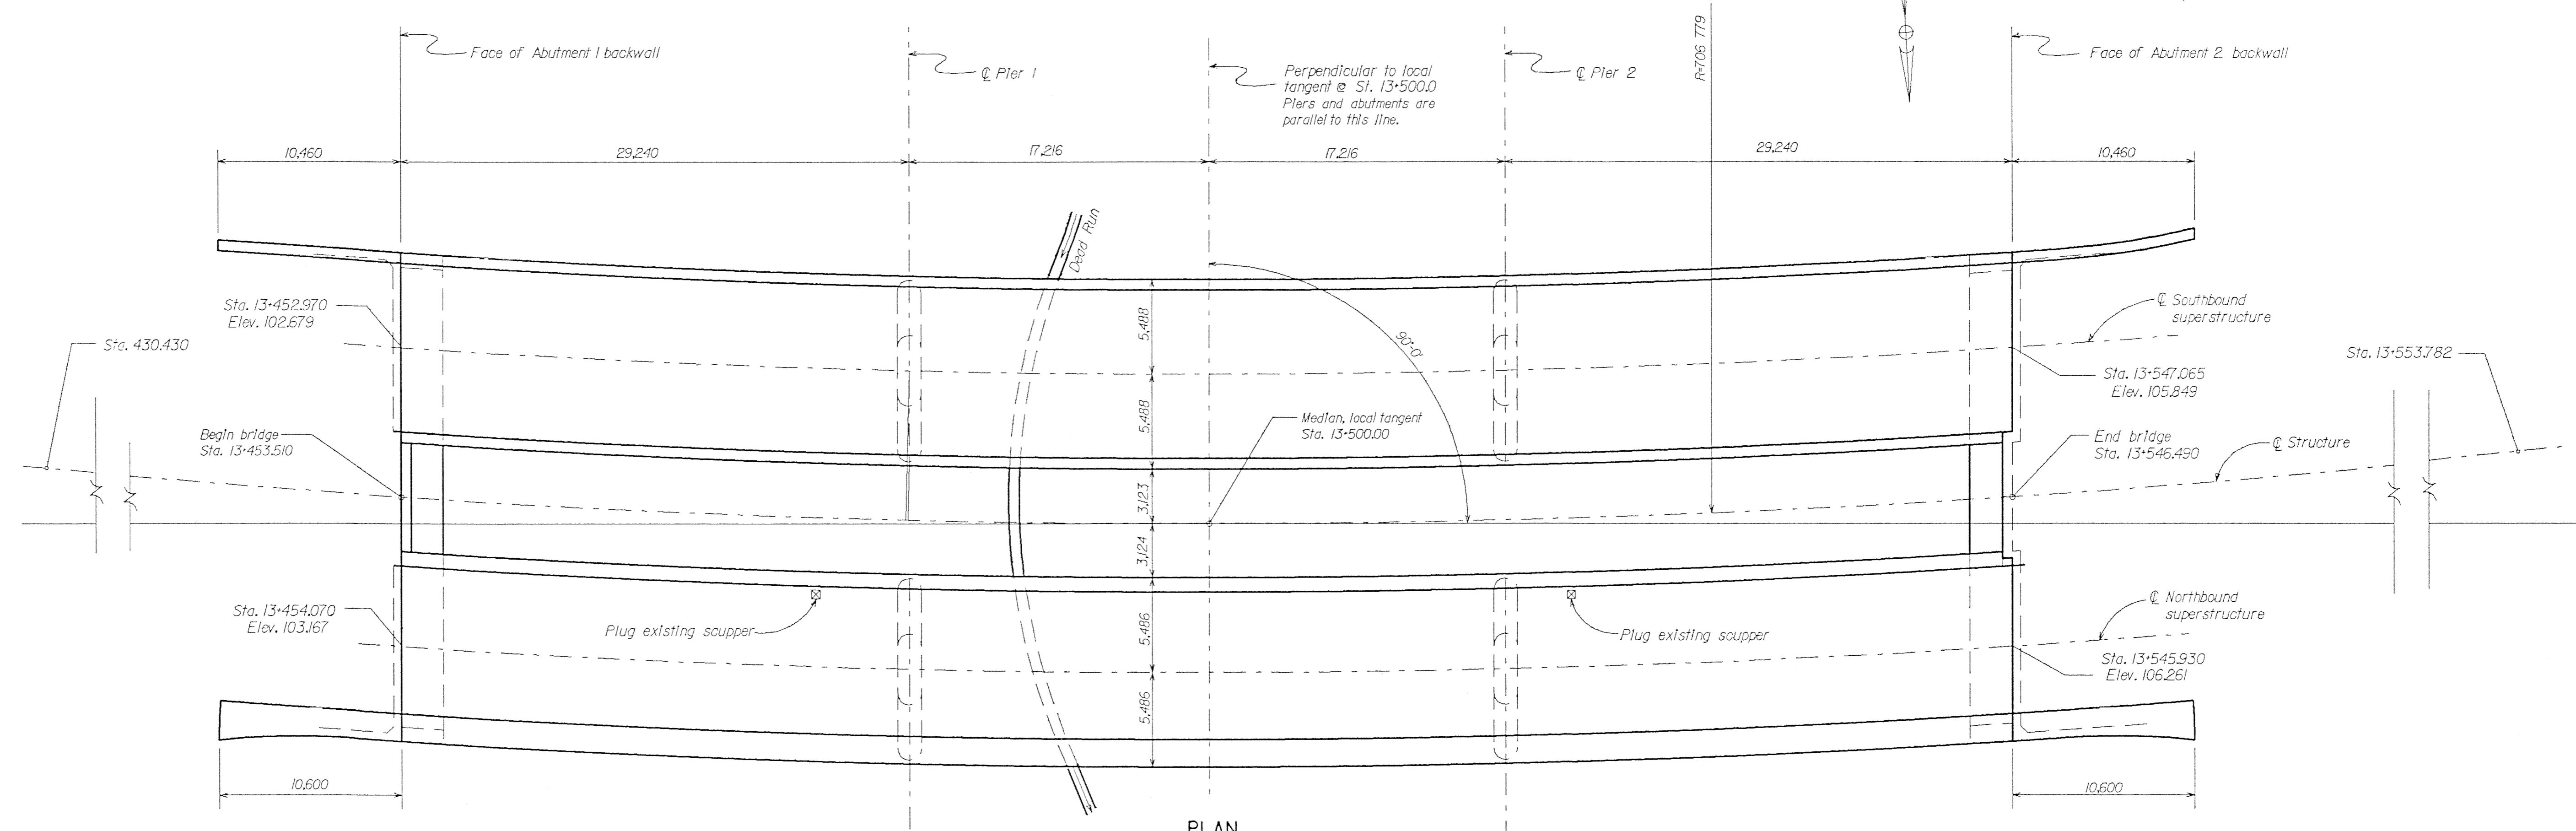 Face of Abutment 1 backwall
℄ Pier 1
Perpendicular to local
tangent @ St. 13+500.0
Piers and abutments are
parallel to this line.
℄ Pier 2
R=706 779
Face of Abutment 2 backwall
10,460
29,240
17,216
17,216
29,240
10,460
Dead Run
Sta. 13+452.970
Elev. 102.679
5,488
90°-0'
℄ Southbound
superstructure
Sta. 430.430
Sta. 13+553.782
Sta. 13+547.065
Elev. 105.849
5,488
Begin bridge
Sta. 13+453.510
Median, local tangent
Sta. 13+500.00
End bridge
Sta. 13+546.490
℄ Structure
3,123
3,124
Sta. 13+454.070
Elev. 103.167
Plug existing scupper
5,486
Plug existing scupper
℄ Northbound
superstructure
Sta. 13+545.930
Elev. 106.261
5,486
10,600
10,600
PLAN